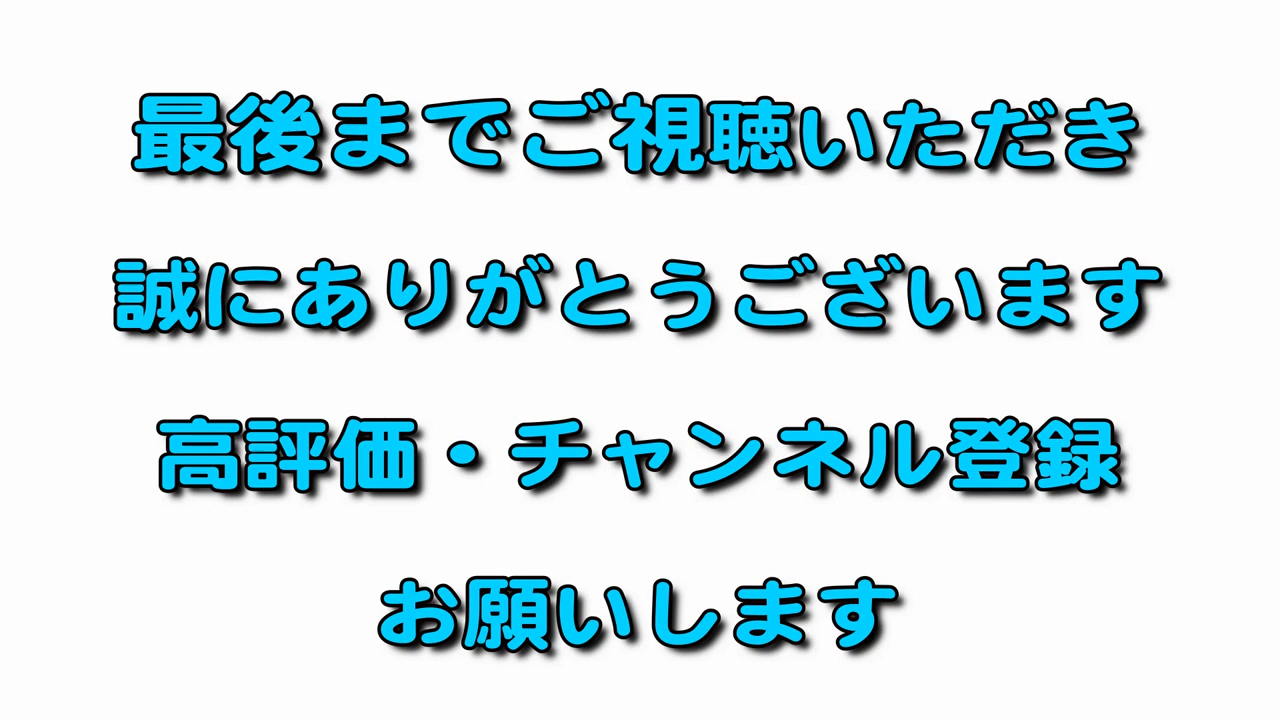 最後までご視聴いただき
誠にありがとうございます
高評価・チャンネル登録
お願いします